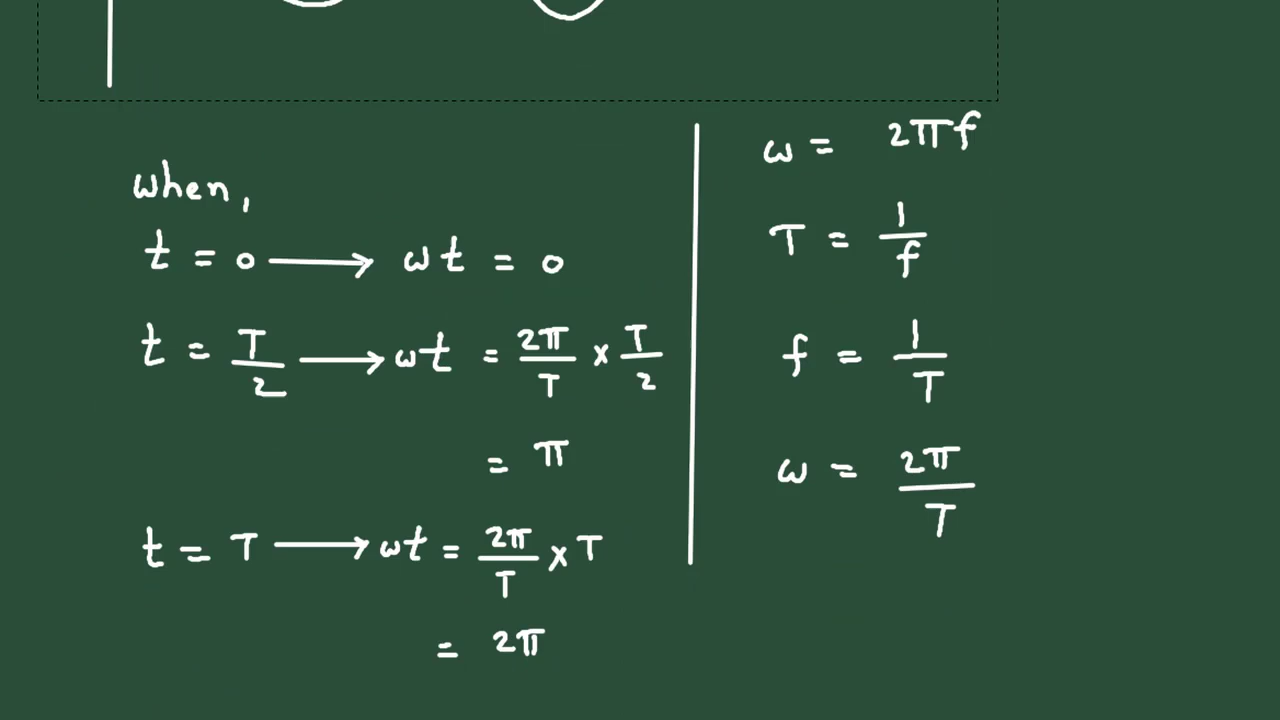 when,
t = 0 ⟶ ωt = 0
t = T/2 ⟶ ωt = 2π/T × T/2
= π
t = T ⟶ ωt = 2π/T × T
= 2π
ω = 2πf
T = 1/f
f = 1/T
ω = 2π/T